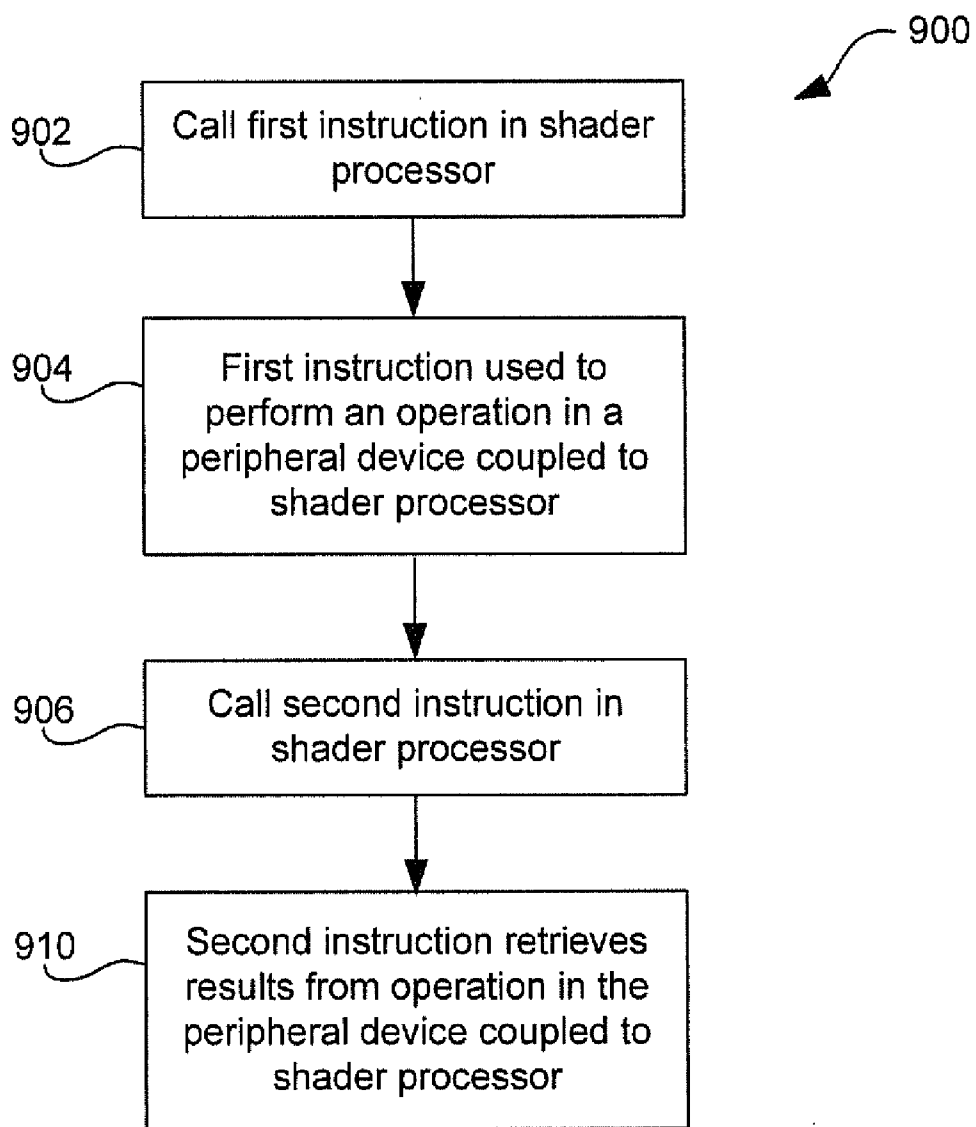 900
902
Call first instruction in shader
processor
904
First instruction used to
perform an operation in a
peripheral device coupled to
shader processor
906
Call second instruction in
shader processor
910
Second instruction retrieves
results from operation in the
peripheral device coupled to
shader processor